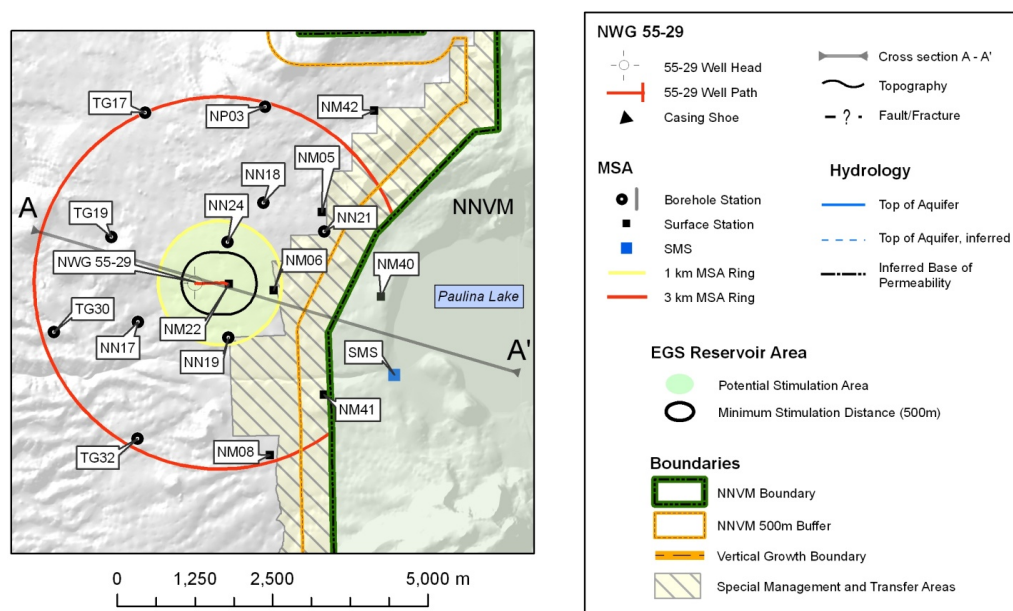 TG17
NP03
NM42
NM05
NN18
NN21
NNVM
A
TG19
NN24
NWG 55-29
NM06
NM40
Paulina Lake
TG30
NN17
NM22
NN19
SMS
A'
NM41
TG32
NM08
0
1,250
2,500
5,000 m
NWG 55-29
55-29 Well Head
55-29 Well Path
Casing Shoe
Cross section A - A'
Topography
?
Fault/Fracture
MSA
Borehole Station
Surface Station
SMS
1 km MSA Ring
3 km MSA Ring
Hydrology
Top of Aquifer
Top of Aquifer, inferred
Inferred Base of
Permeability
EGS Reservoir Area
Potential Stimulation Area
Minimum Stimulation Distance (500m)
Boundaries
NNVM Boundary
NNVM 500m Buffer
Vertical Growth Boundary
Special Management and Transfer Areas